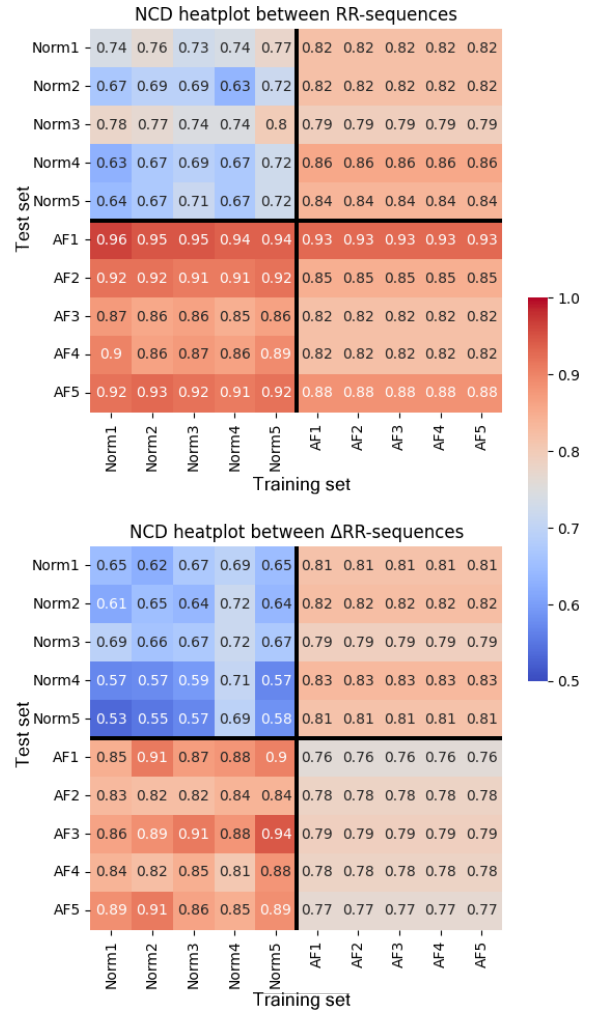 NCD heatplot between RR-sequences
Norm1 0.74 0.76 0.73 0.74 0.77 0.82 0.82 0.82 0.82 0.82
Norm2 0.67 0.69 0.69 0.63 0.72 0.82 0.82 0.82 0.82 0.82
Norm3 0.78 0.77 0.74 0.74 0.8 0.79 0.79 0.79 0.79 0.79
Norm4 0.63 0.67 0.69 0.67 0.72 0.86 0.86 0.86 0.86 0.86
Norm5 0.64 0.67 0.71 0.67 0.72 0.84 0.84 0.84 0.84 0.84
Test set
AF1 0.96 0.95 0.95 0.94 0.94 0.93 0.93 0.93 0.93 0.93
AF2 0.92 0.92 0.91 0.91 0.92 0.85 0.85 0.85 0.85 0.85
AF3 0.87 0.86 0.86 0.85 0.86 0.82 0.82 0.82 0.82 0.82
AF4 0.9 0.86 0.87 0.86 0.89 0.82 0.82 0.82 0.82 0.82
AF5 0.92 0.93 0.92 0.91 0.92 0.88 0.88 0.88 0.88 0.88
Norm1 Norm2 Norm3 Norm4 Norm5 AF1 AF2 AF3 AF4 AF5
Training set
1.0
0.9
0.8
0.7
0.6
0.5
NCD heatplot between ΔRR-sequences
Norm1 0.65 0.62 0.67 0.69 0.65 0.81 0.81 0.81 0.81 0.81
Norm2 0.61 0.65 0.64 0.72 0.64 0.82 0.82 0.82 0.82 0.82
Norm3 0.69 0.66 0.67 0.72 0.67 0.79 0.79 0.79 0.79 0.79
Norm4 0.57 0.57 0.59 0.71 0.57 0.83 0.83 0.83 0.83 0.83
Norm5 0.53 0.55 0.57 0.69 0.58 0.81 0.81 0.81 0.81 0.81
Test set
AF1 0.85 0.91 0.87 0.88 0.9 0.76 0.76 0.76 0.76 0.76
AF2 0.83 0.82 0.82 0.84 0.84 0.78 0.78 0.78 0.78 0.78
AF3 0.86 0.89 0.91 0.88 0.94 0.79 0.79 0.79 0.79 0.79
AF4 0.84 0.82 0.85 0.81 0.88 0.78 0.78 0.78 0.78 0.78
AF5 0.89 0.91 0.86 0.85 0.89 0.77 0.77 0.77 0.77 0.77
Norm1 Norm2 Norm3 Norm4 Norm5 AF1 AF2 AF3 AF4 AF5
Training set